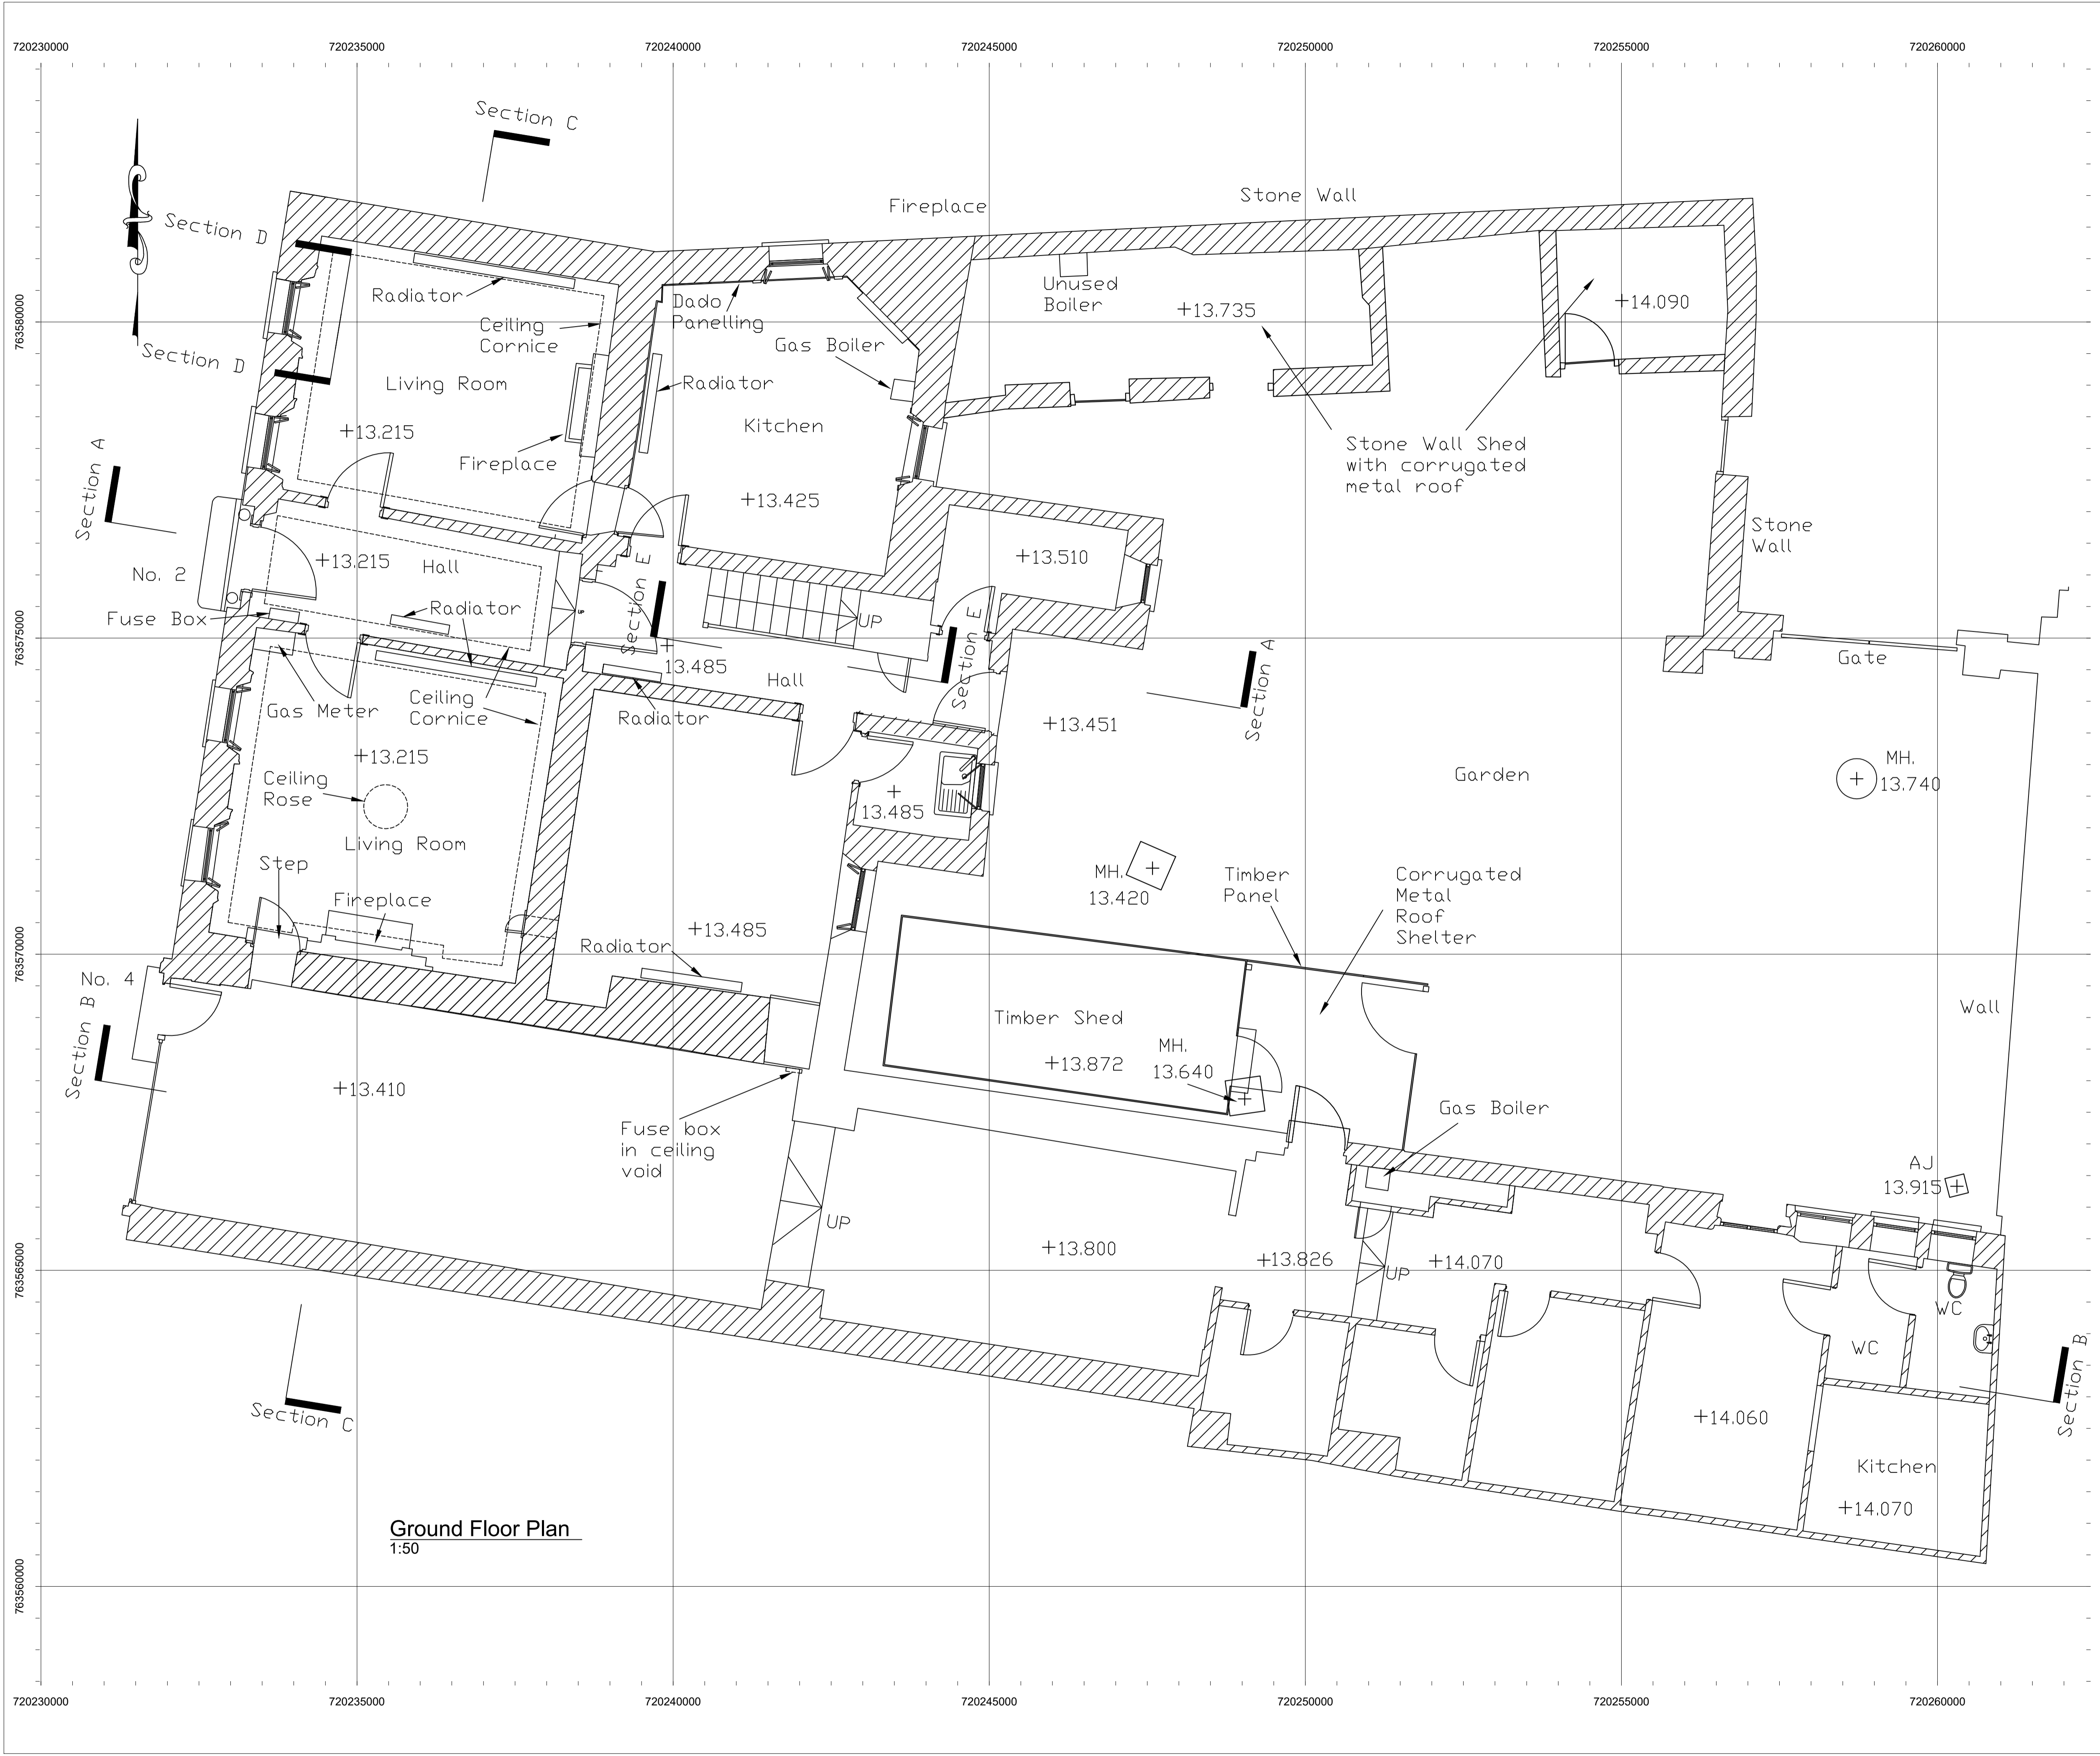 720230000
720235000
720240000
720245000
720250000
720255000
720260000
Section C
Stone Wall
Fireplace
Section D
Unused
Boiler
+14.090
Radiator
Dado
Panelling
+13.735
Ceiling
Cornice
763580000
Gas Boiler
Section D
Living Room
Radiator
Kitchen
+13.215
Stone Wall Shed
with corrugated
metal roof
Fireplace
Section A
+13.425
Stone
Wall
+13.215
Hall
+13.510
No. 2
Section E
Radiator
Fuse Box
UP
UP
Section E
763575000
+
13.485
Gate
Hall
Section A
Ceiling
Cornice
Gas Meter
Radiator
+13.451
+13.215
MH.
13.740
Ceiling
Rose
Garden
+
13.485
Living Room
Step
MH.
13.420
Timber
Panel
Corrugated
Metal
Roof
Shelter
Fireplace
+13.485
Radiator
763570000
No. 4
Timber Shed
Wall
Section B
MH.
13.640
+13.872
+13.410
Gas Boiler
Fuse box
in ceiling
void
AJ
13.915
UP
+13.800
+13.826
+14.070
UP
763565000
WC
WC
Section B
Section C
+14.060
Kitchen
+14.070
Ground Floor Plan
1:50
763560000
720230000
720235000
720240000
720245000
720250000
720255000
720260000